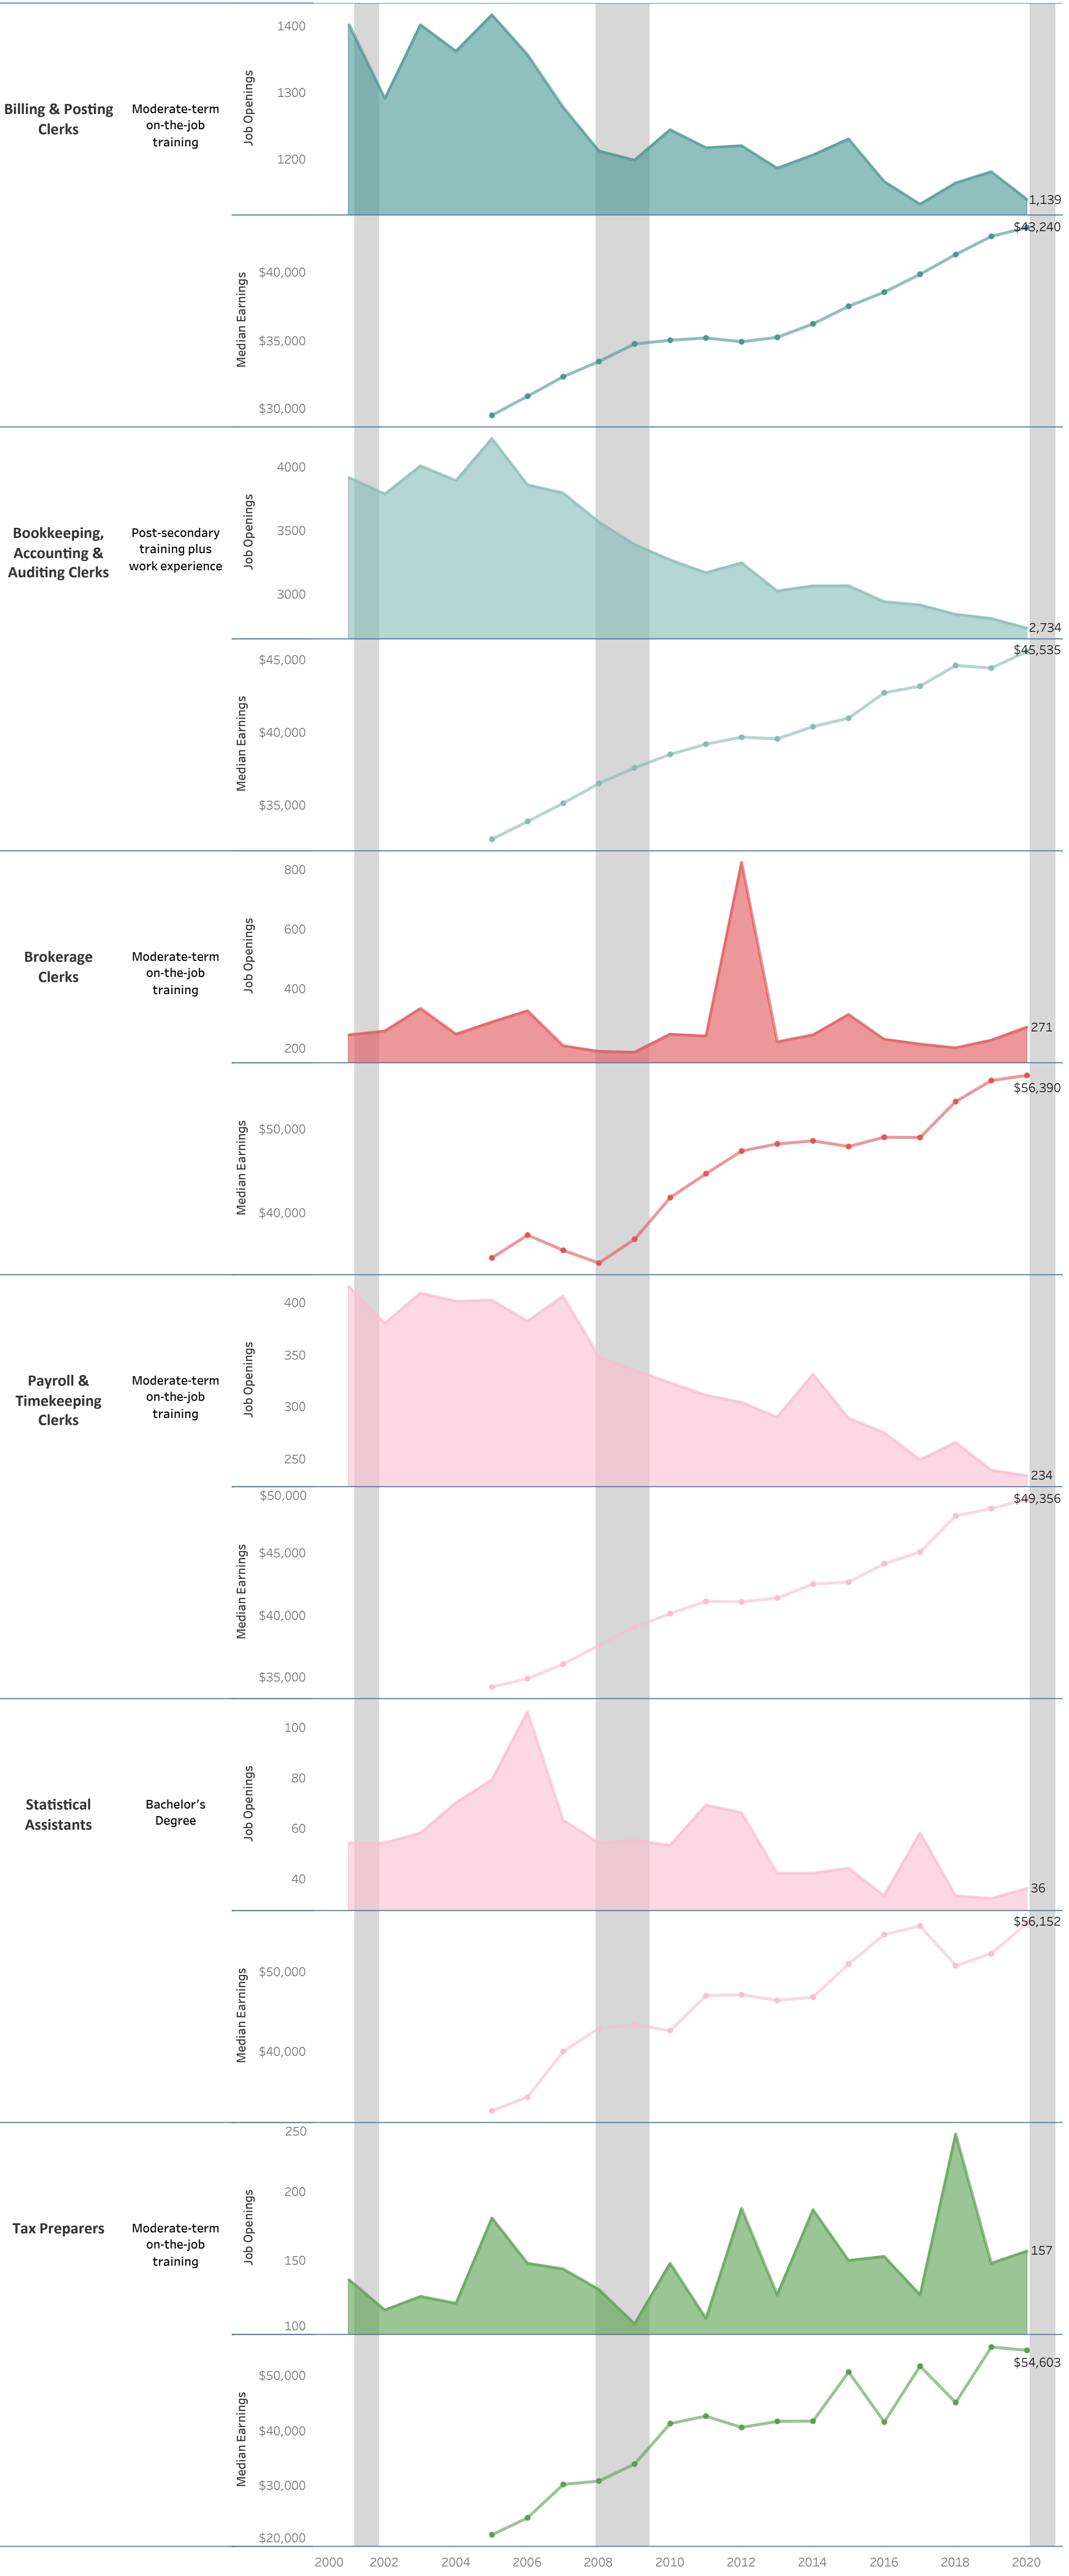 1400
1300
1200
Job Openings
Billing & Posting
Clerks
Moderate-term
on-the-job
training
1,139
$43,240
$40,000
$35,000
$30,000
Median Earnings
4000
3500
3000
Job Openings
Bookkeeping,
Accounting &
Auditing Clerks
Post-secondary
training plus
work experience
2,734
$45,535
$45,000
$40,000
$35,000
Median Earnings
800
600
400
200
Job Openings
Brokerage
Clerks
Moderate-term
on-the-job
training
271
$56,390
$50,000
$40,000
Median Earnings
400
350
300
250
Job Openings
Payroll &
Timekeeping
Clerks
Moderate-term
on-the-job
training
234
$49,356
$50,000
$45,000
$40,000
$35,000
Median Earnings
100
80
60
40
Job Openings
Statistical
Assistants
Bachelor's
Degree
36
$56,152
$50,000
$40,000
Median Earnings
250
200
150
100
Job Openings
Tax Preparers
Moderate-term
on-the-job
training
157
$54,603
$50,000
$40,000
$30,000
$20,000
Median Earnings
2000 2002 2004 2006 2008 2010 2012 2014 2016 2018 2020